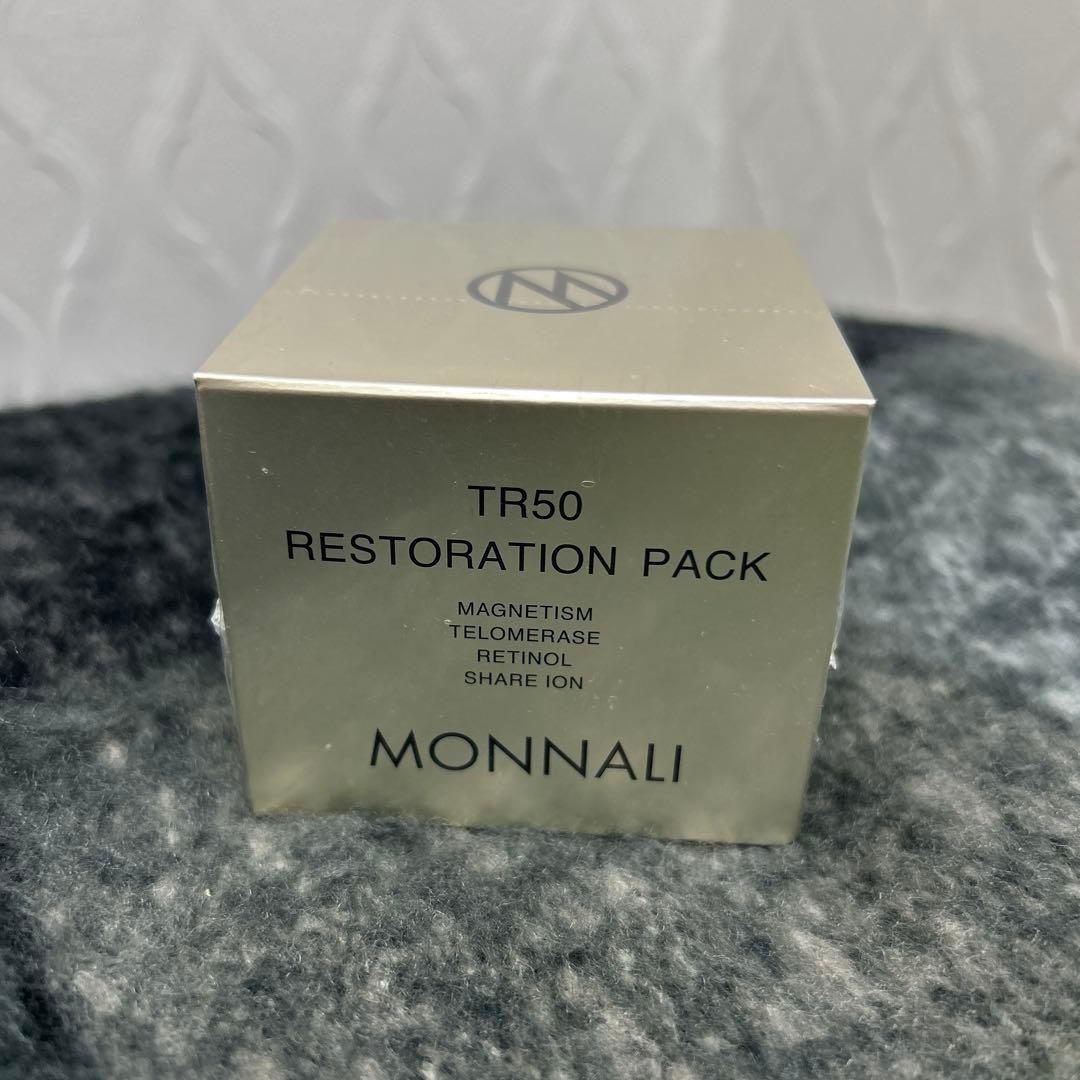 TR50
RESTORATION PACK
MAGNETISM
TELOMERASE
RETINOL
SHARE ION
MONNALI